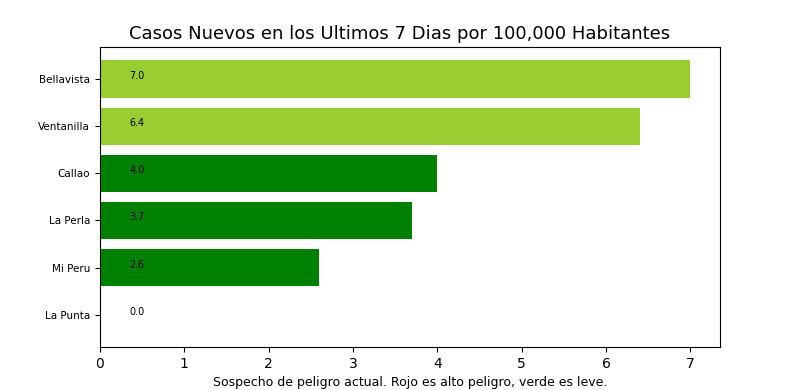 Casos Nuevos en los Ultimos 7 Dias por 100,000 Habitantes
Bellavista 7.0
Ventanilla 6.4
Callao 4.0
La Perla 3.7
Mi Peru 2.6
La Punta 0.0
0 1 2 3 4 5 6 7
Sospecho de peligro actual. Rojo es alto peligro, verde es leve.